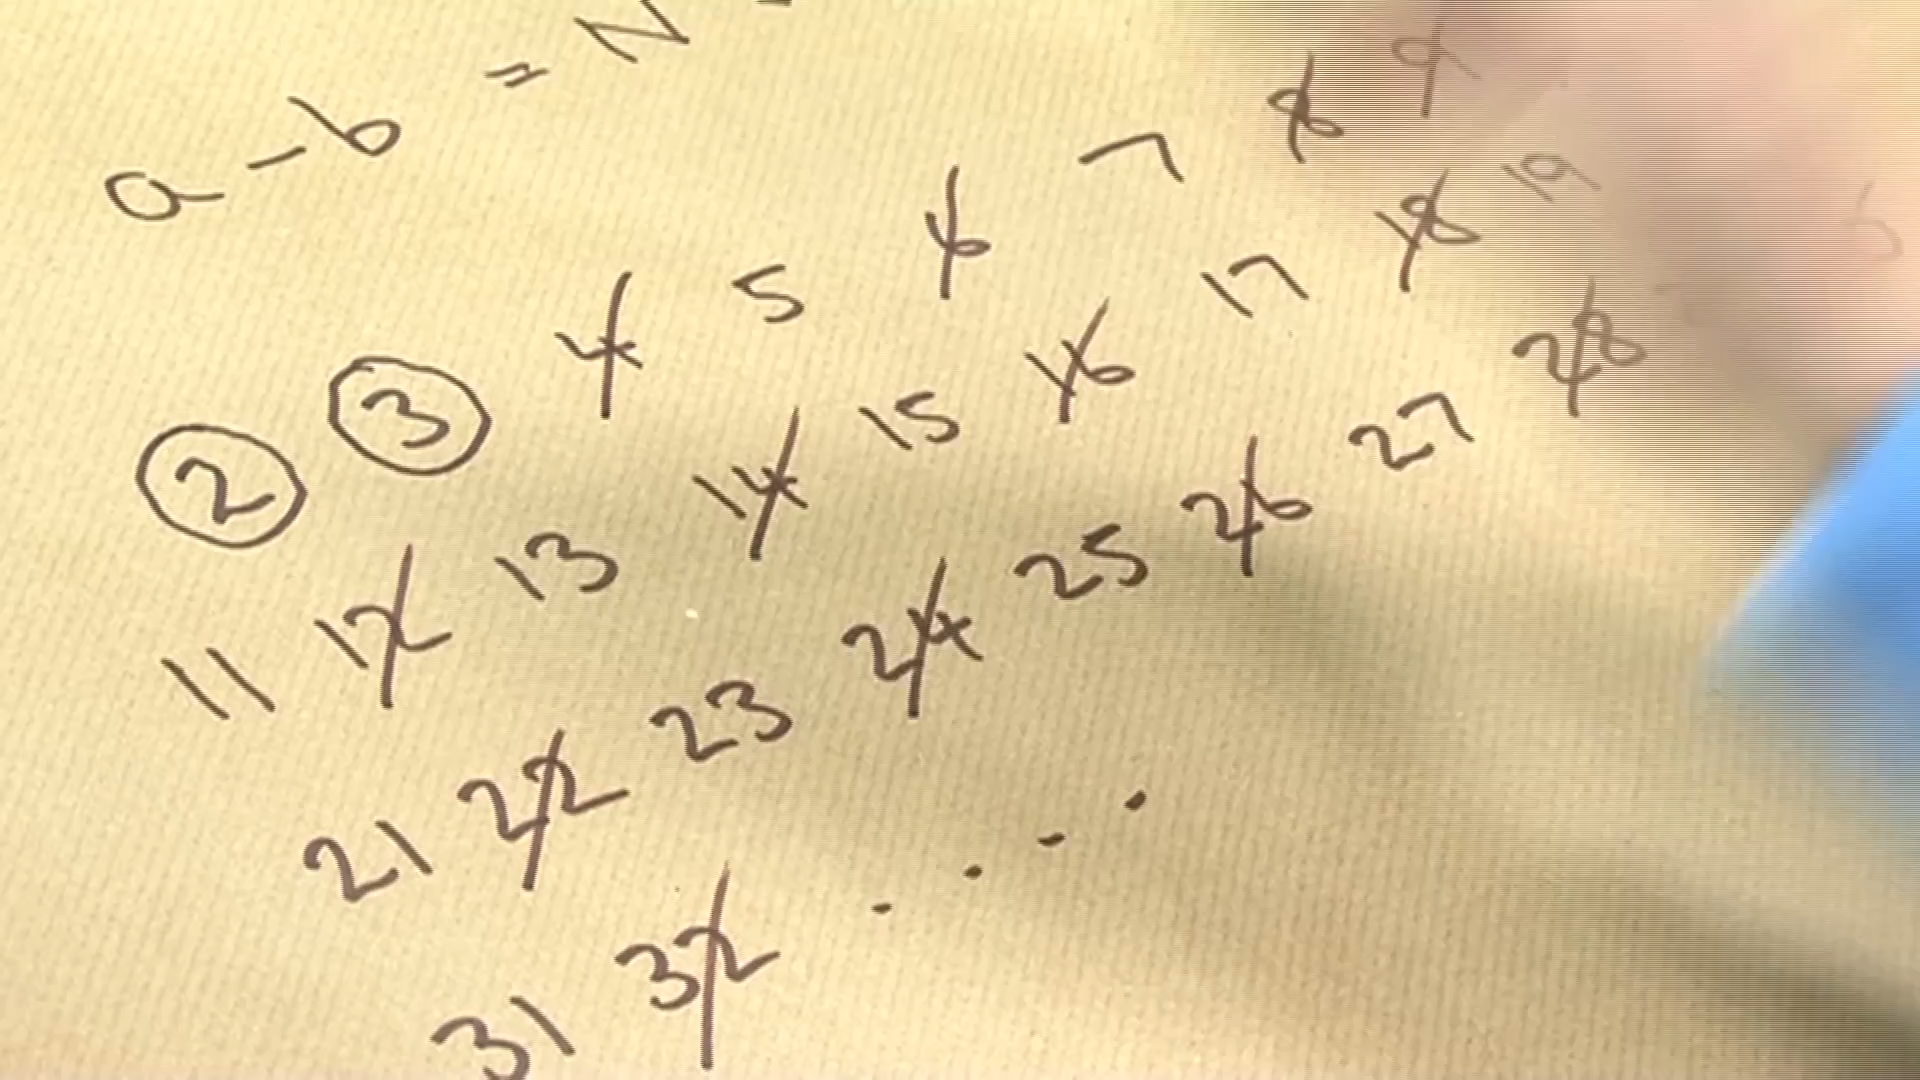 a - b = N -
2 3 4 5 6 7 8 9
11 12 13 14 15 16 17 18 19
21 22 23 24 25 26 27 28
31 32 . . . .